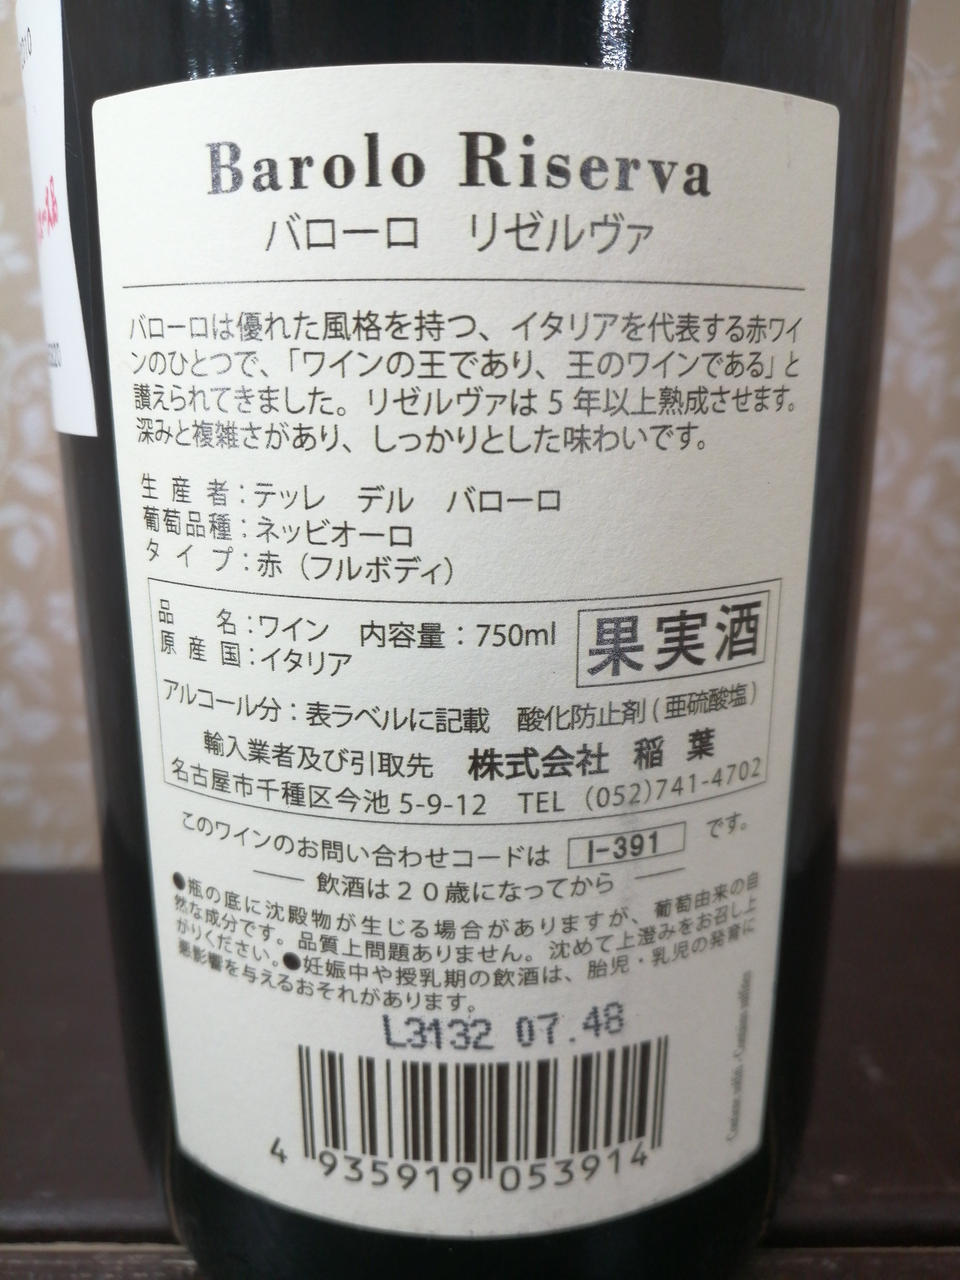 Barolo Riserva
バローロ　リゼルヴァ
バローロは優れた風格を持つ、イタリアを代表する赤ワイ
ンのひとつで、「ワインの王であり、王のワインである」と
讃えられてきました。リゼルヴァは 5 年以上熟成させます。
深みと複雑さがあり、しっかりとした味わいです。
生産者：テッレ　デル　バローロ
葡萄品種：ネッビオーロ
タイプ：赤（フルボディ）
品　名：ワイン　内容量：750ml
原産国：イタリア
果実酒
アルコール分：表ラベルに記載　酸化防止剤 ( 亜硫酸塩 )
輸入業者及び引取先　株式会社 稲 葉
名古屋市千種区今池 5-9-12　TEL （052)741-4702
このワインのお問い合わせコードは I-391 です。
飲酒は２０歳になってから
●瓶の底に沈殿物が生じる場合がありますが、葡萄由来の自
然な成分です。品質上問題ありません。沈めて上澄みをお召し上
がりください。●妊娠中や授乳期の飲酒は、胎児・乳児の発育に
悪影響を与えるおそれがあります。
L3132 07.48
4 935919 053914
2010